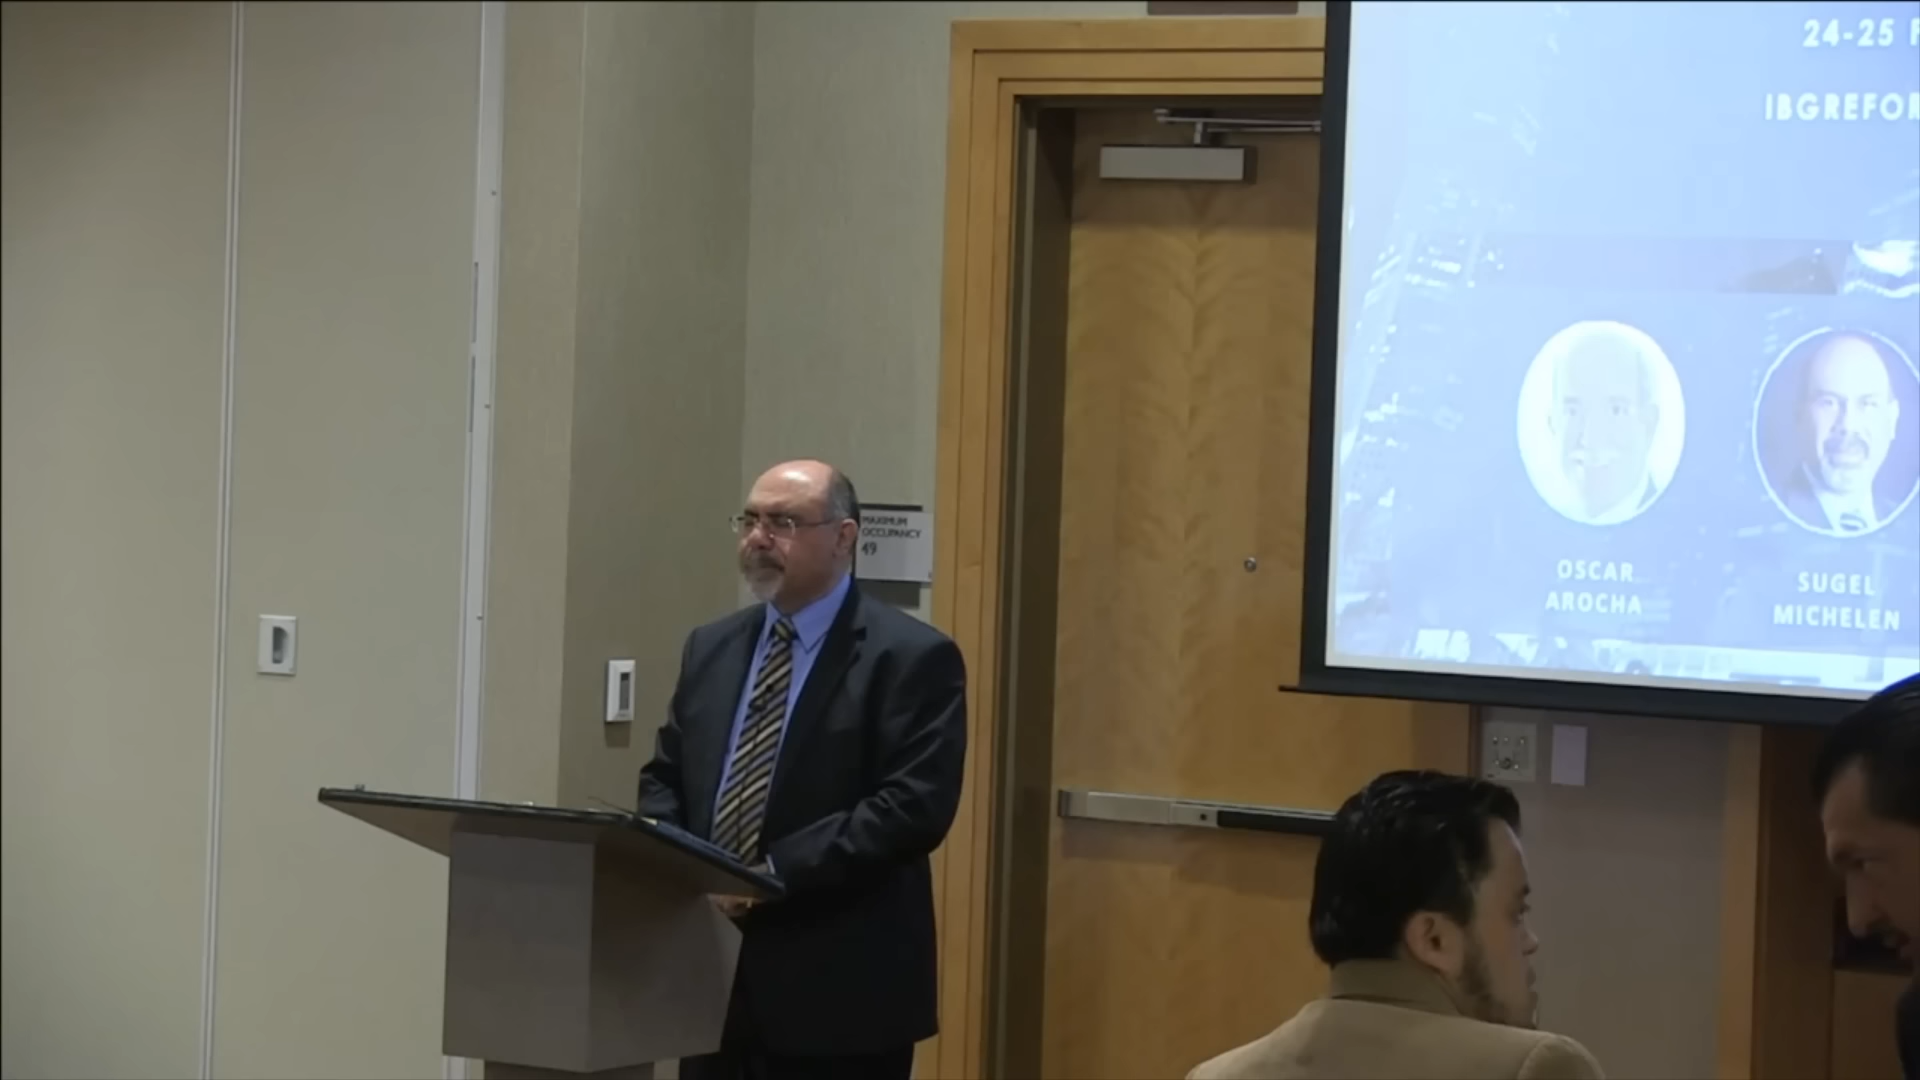 24-25 F
IBGREFOR
MAXIMUM
OCCUPANCY
49
OSCAR
AROCHA
SUGEL
MICHELEN